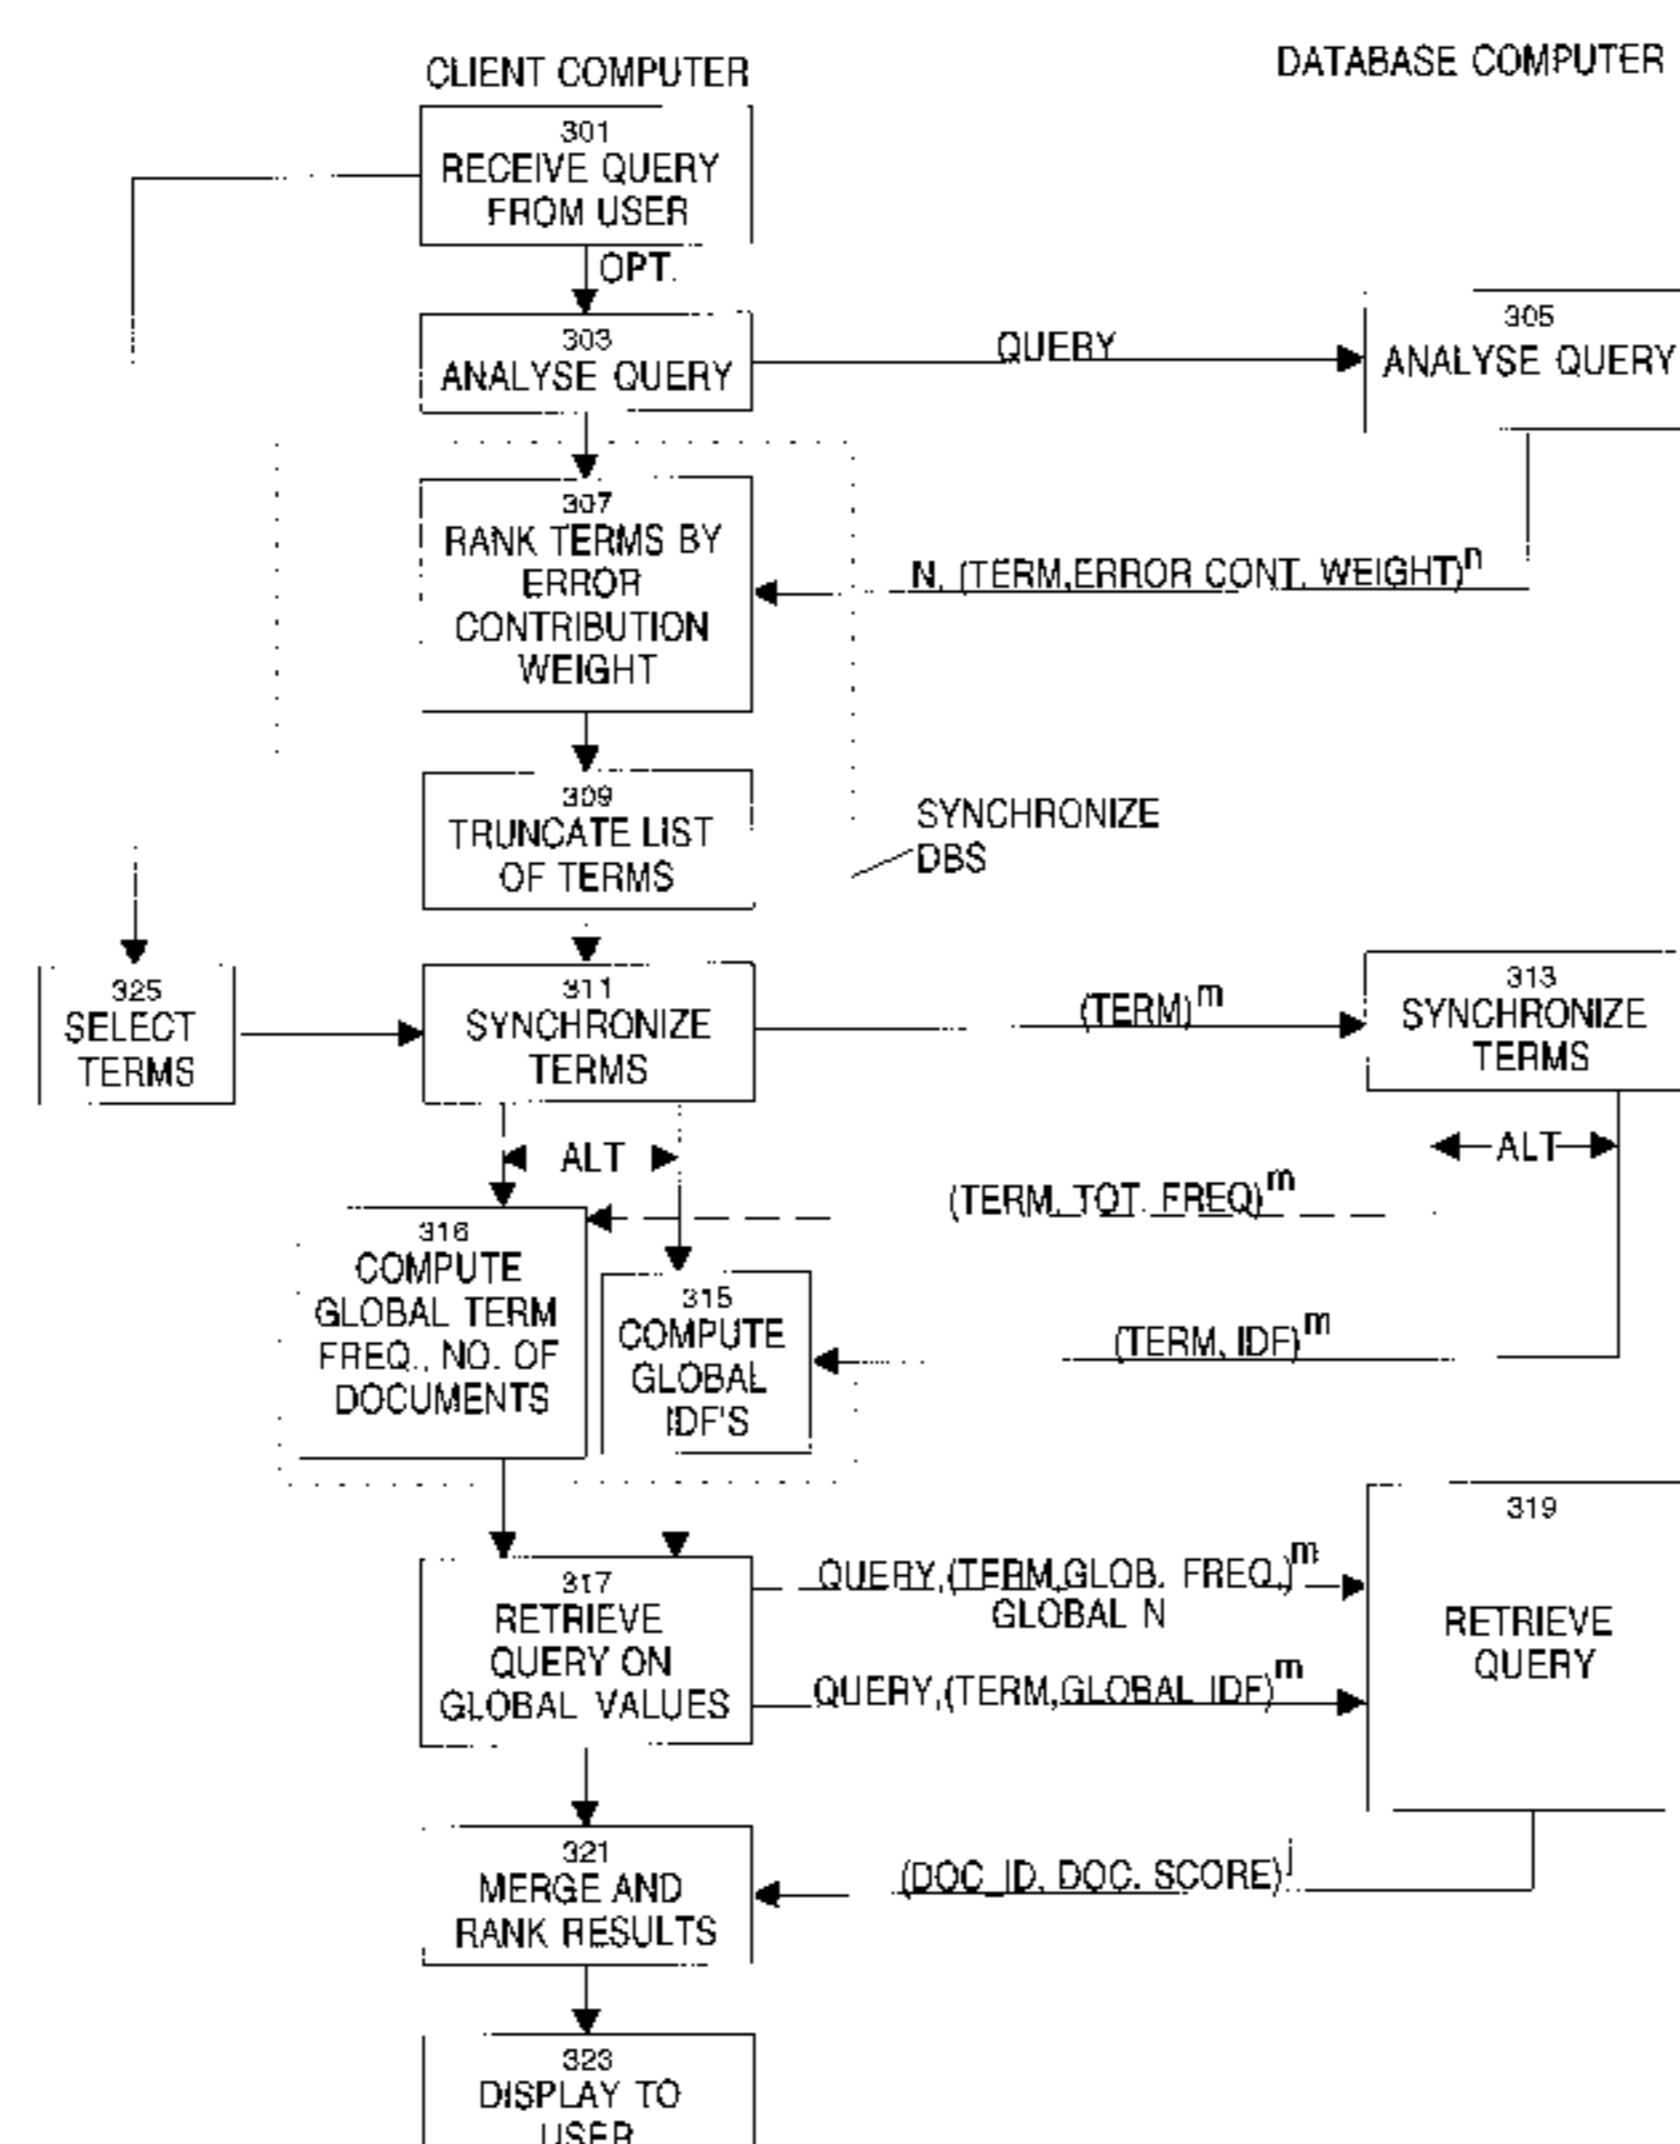 CLIENT COMPUTER
DATABASE COMPUTER
301
RECEIVE QUERY
FROM USER
OPT.
303
ANALYSE QUERY
QUERY
305
ANALYSE QUERY
307
RANK TERMS BY
ERROR
CONTRIBUTION
WEIGHT
N, (TERM,ERROR CONT. WEIGHT)n
309
TRUNCATE LIST
OF TERMS
SYNCHRONIZE
DBS
325
SELECT
TERMS
311
SYNCHRONIZE
TERMS
(TERM)m
313
SYNCHRONIZE
TERMS
ALT
ALT
(TERM, TOT. FREQ)m
316
COMPUTE
GLOBAL TERM
FREQ., NO. OF
DOCUMENTS
315
COMPUTE
GLOBAL
IDF'S
(TERM, IDF)m
317
RETRIEVE
QUERY ON
GLOBAL VALUES
QUERY,(TERM,GLOB. FREQ,)m
GLOBAL N
QUERY,(TERM,GLOBAL IDF)m
319
RETRIEVE
QUERY
321
MERGE AND
RANK RESULTS
(DOC_ID, DOC. SCORE)j
323
DISPLAY TO
USER